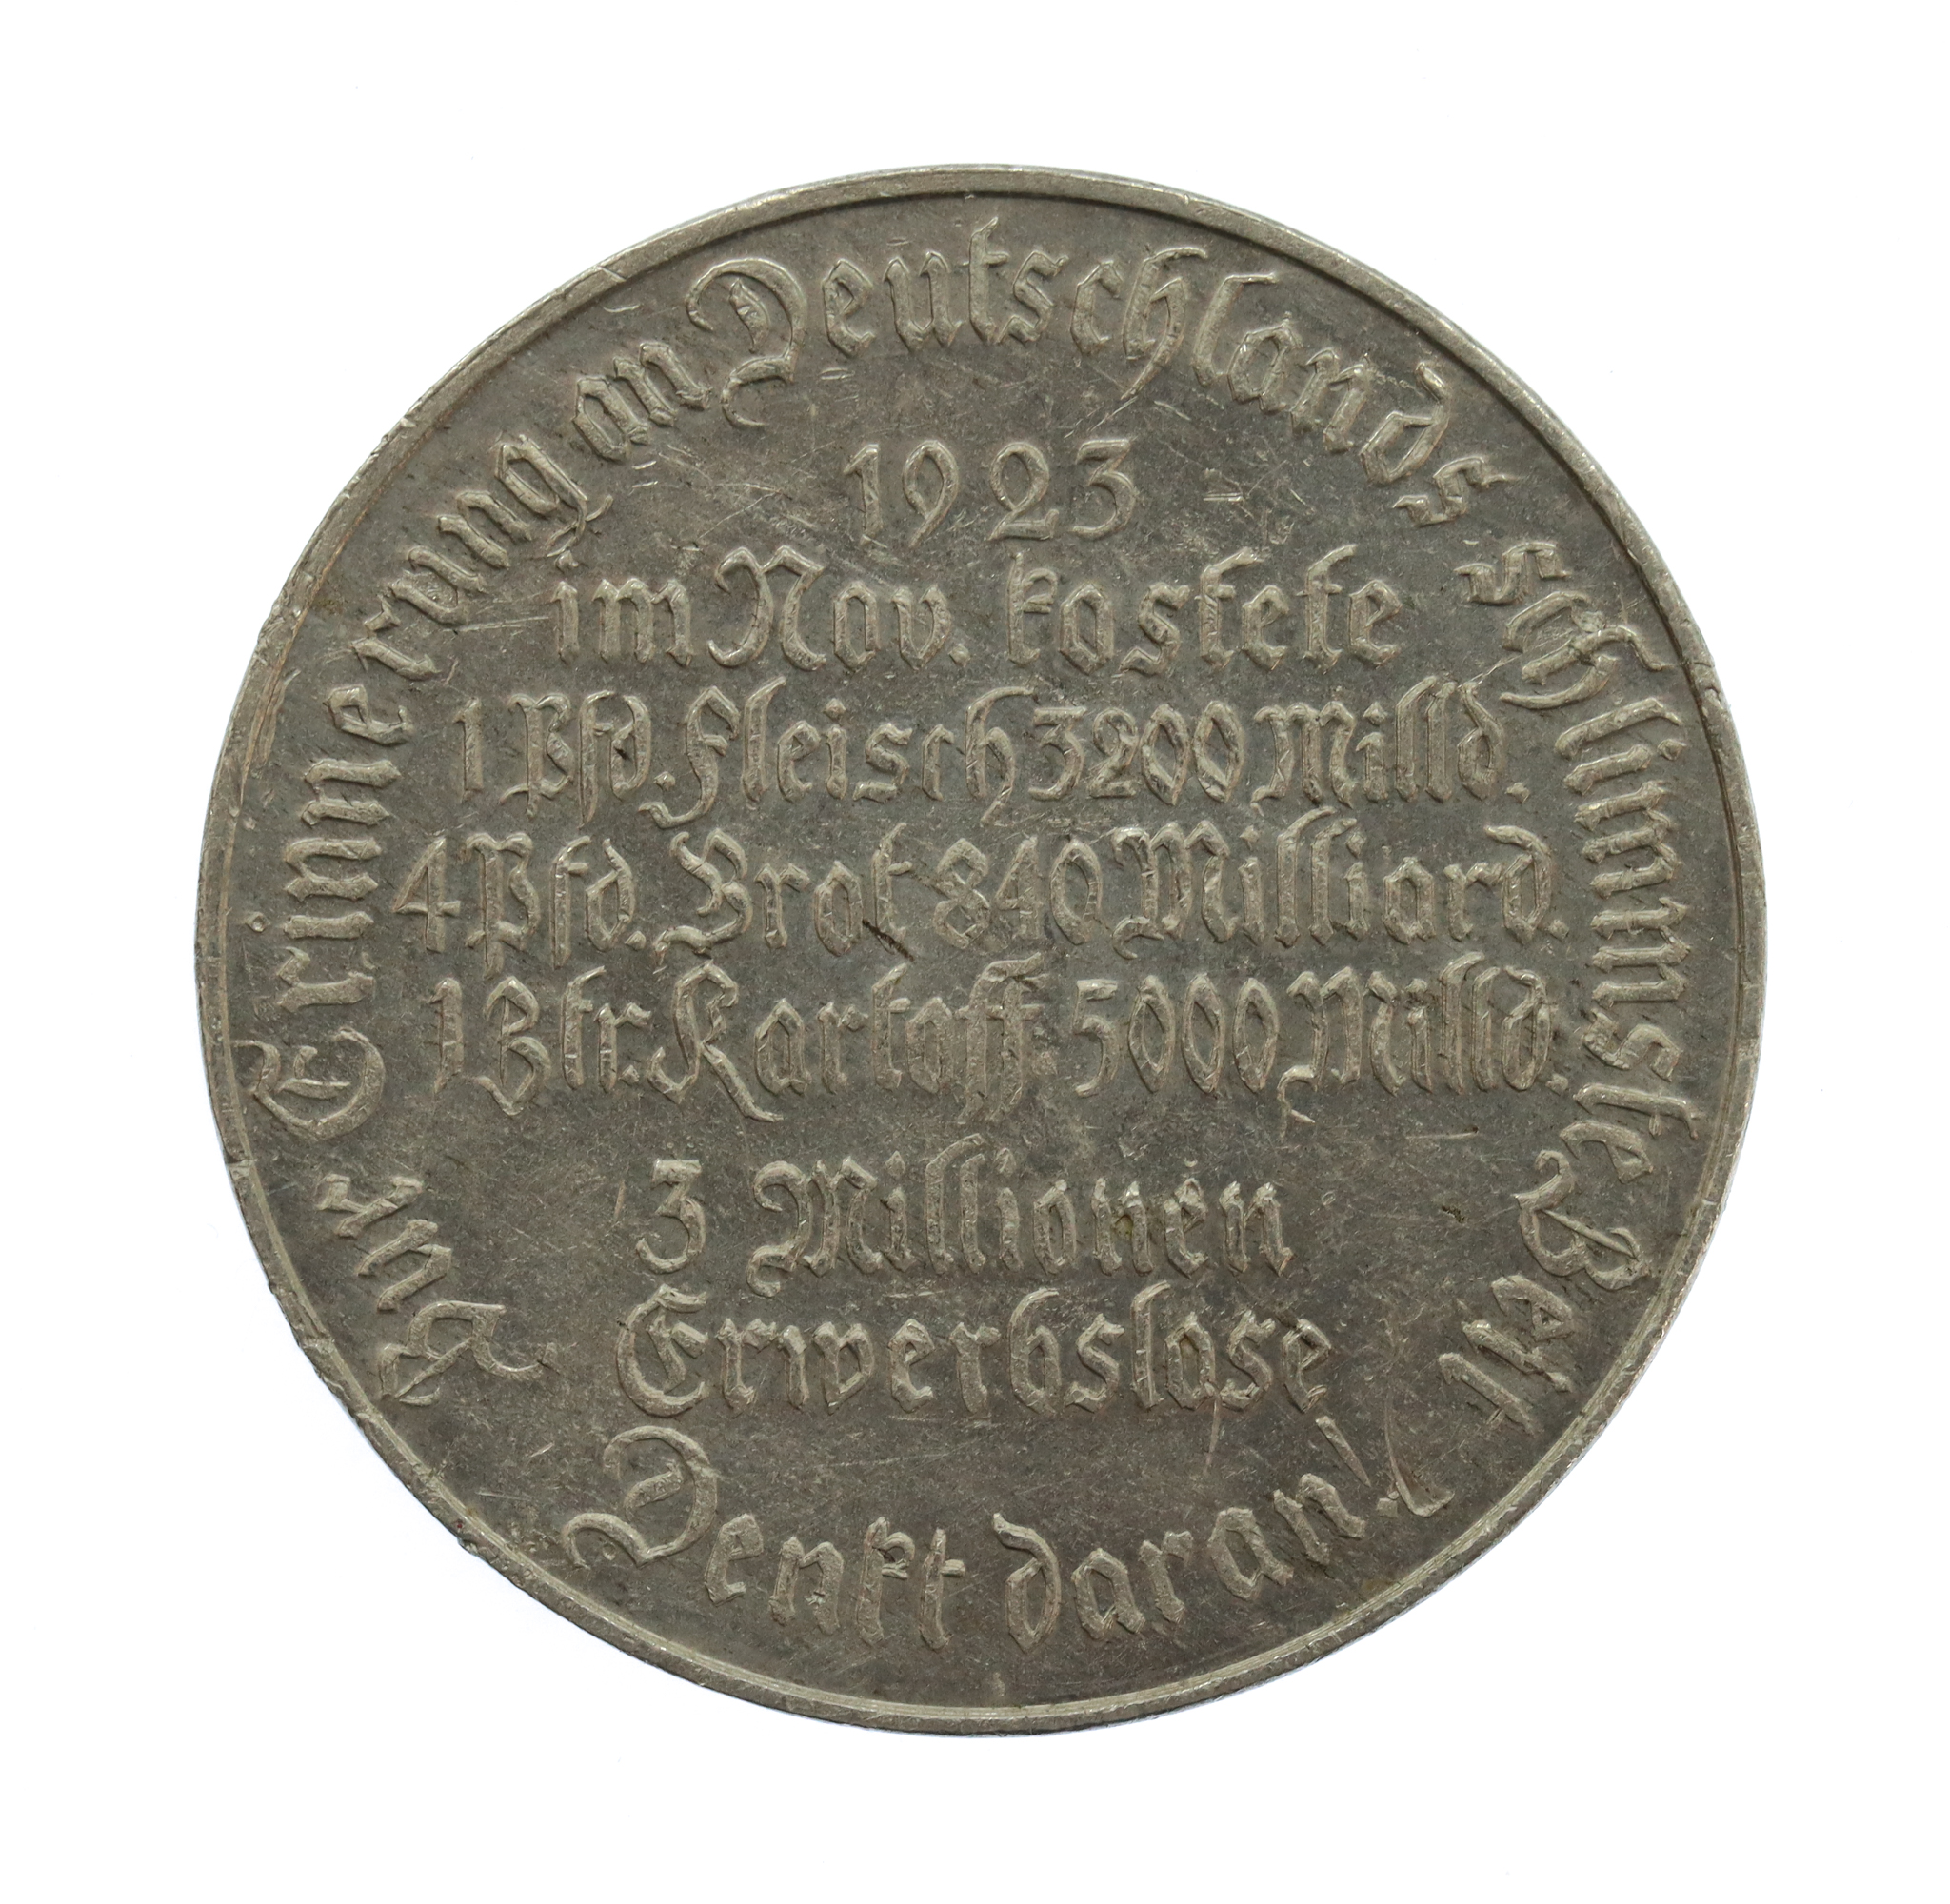 Zur Erinnerung an Deutschlands schlimmste Zeit
1923
im Nov. kostete
1 Pfd. Fleisch 3200 Milld.
4 Pfd. Brot 840 Milliard.
1 Ztr. Kartoff. 5000 Milld.
3 Millionen
Erwerbslose
Denkt daran!